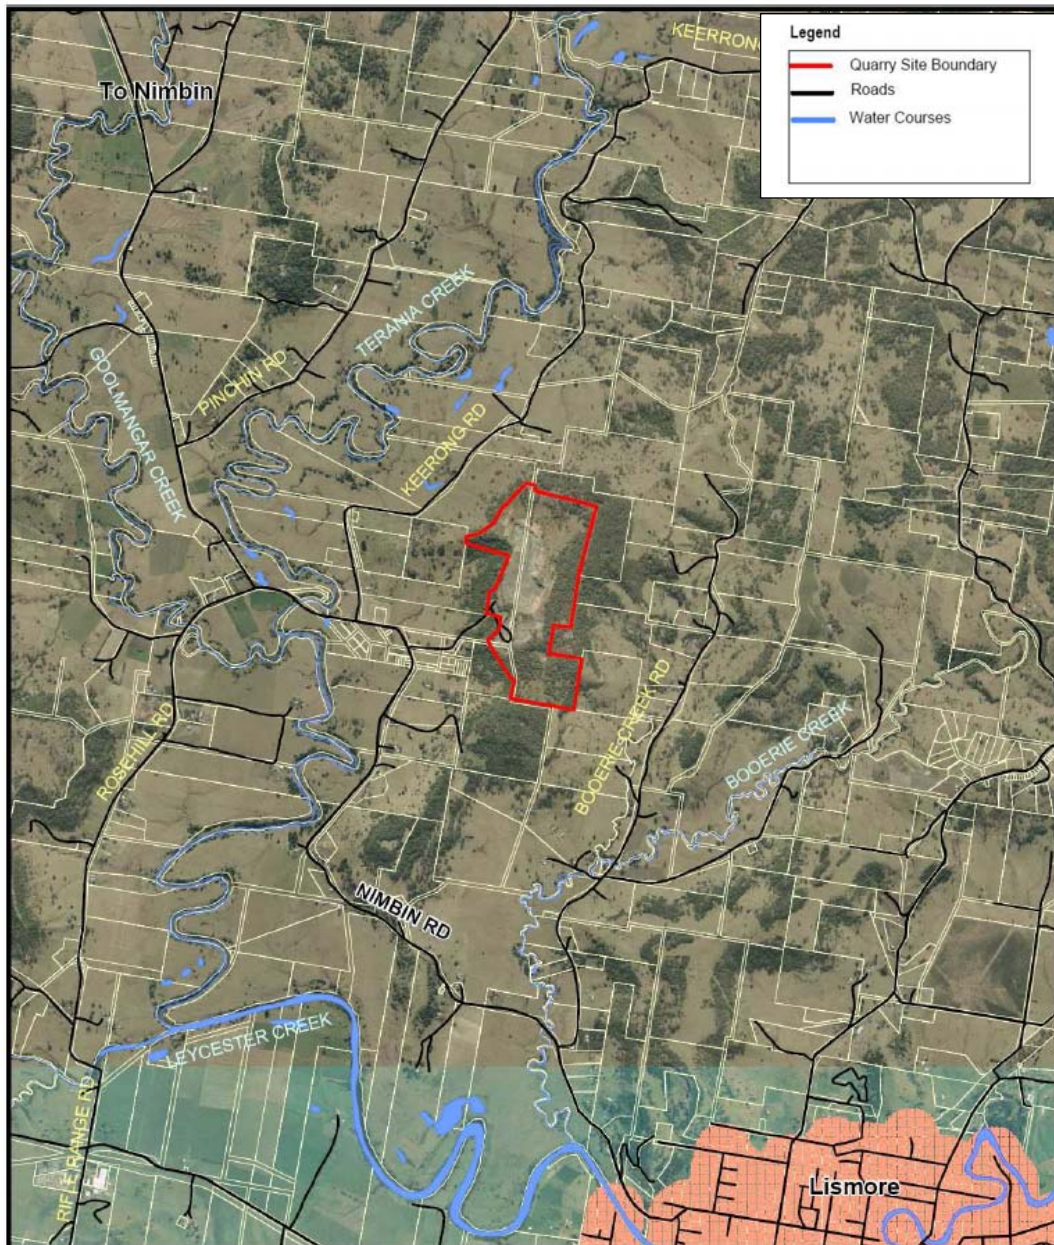 Legend
Quarry Site Boundary
Roads
Water Courses
KEERRONG
To Nimbin
TERANIA CREEK
PINCHIN RD
GOOLMANGAR CREEK
KEERONG RD
ROSEHILL RD
BOOERIE CREEK RD
BOOERIE CREEK
NIMBIN RD
LEYCESTER CREEK
RIFLE RANGE RD
Lismore